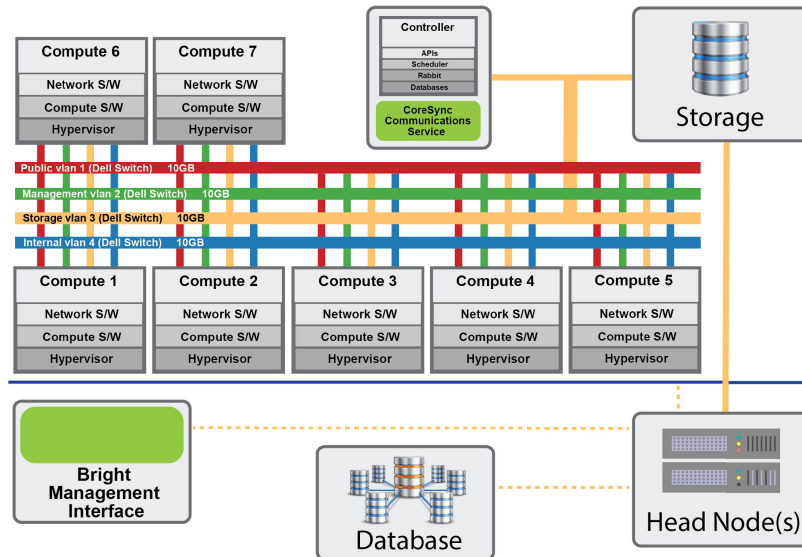 Compute 6
Network S/W
Compute S/W
Hypervisor
Compute 7
Network S/W
Compute S/W
Hypervisor
Controller
APIs
Scheduler
Rabbit
Databases
CoreSync
Communications
Service
Storage
Public vlan 1 (Dell Switch) 10GB
Management vlan 2 (Dell Switch) 10GB
Storage vlan 3 (Dell Switch) 10GB
Internal vlan 4 (Dell Switch) 10GB
Compute 1
Network S/W
Compute S/W
Hypervisor
Compute 2
Network S/W
Compute S/W
Hypervisor
Compute 3
Network S/W
Compute S/W
Hypervisor
Compute 4
Network S/W
Compute S/W
Hypervisor
Compute 5
Network S/W
Compute S/W
Hypervisor
Bright
Management
Interface
Database
Head Node(s)